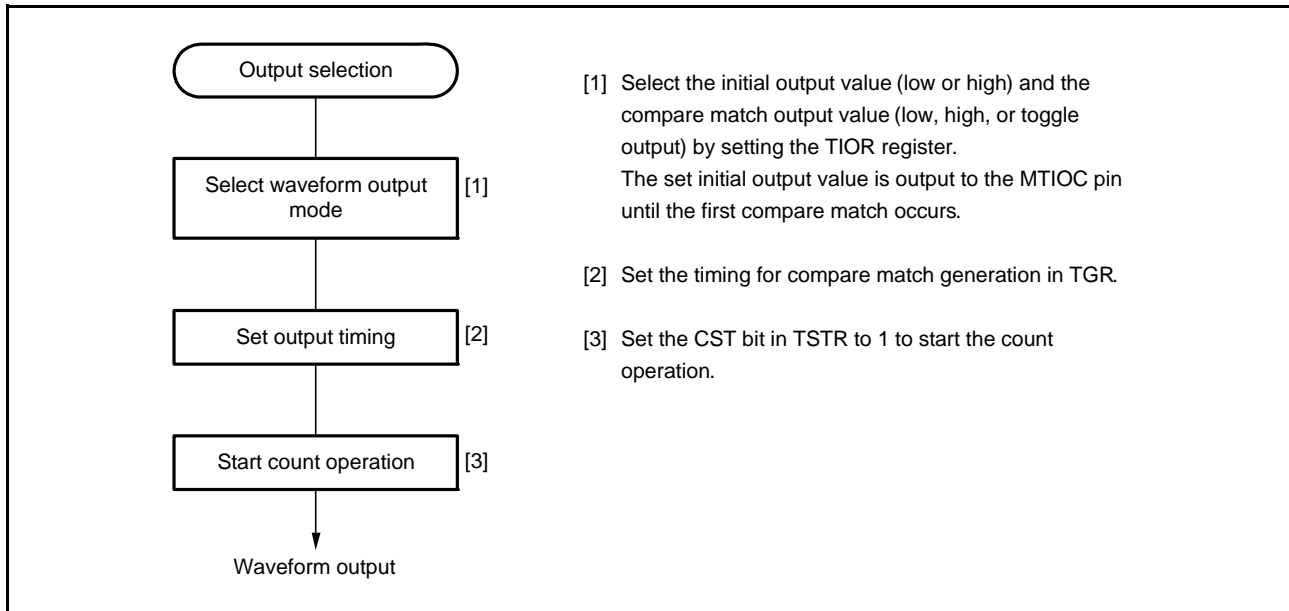 Output selection
Select waveform output
mode
[1]
Set output timing
[2]
Start count operation
[3]
Waveform output
[1] Select the initial output value (low or high) and the
compare match output value (low, high, or toggle
output) by setting the TIOR register.
The set initial output value is output to the MTIOC pin
until the first compare match occurs.
[2] Set the timing for compare match generation in TGR.
[3] Set the CST bit in TSTR to 1 to start the count
operation.